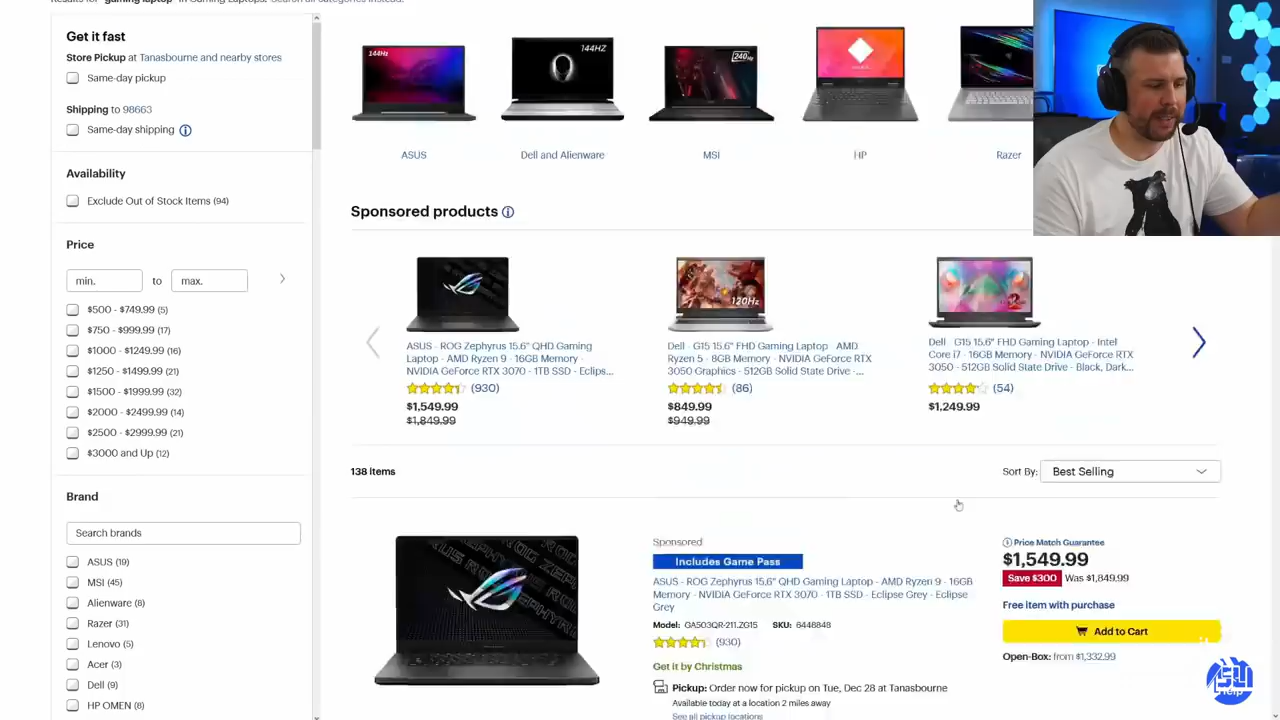 Results for "gaming laptop" in Gaming Laptops. Search all categories instead.
Get it fast
Store Pickup at Tanasbourne and nearby stores
Same-day pickup
Shipping to 98663
Same-day shipping
Availability
Exclude Out of Stock Items (94)
Price
min. to max.
$500 - $749.99 (5)
$750 - $999.99 (17)
$1000 - $1249.99 (16)
$1250 - $1499.99 (21)
$1500 - $1999.99 (32)
$2000 - $2499.99 (14)
$2500 - $2999.99 (21)
$3000 and Up (12)
Brand
Search brands
ASUS (19)
MSI (45)
Alienware (8)
Razer (31)
Lenovo (5)
Acer (3)
Dell (9)
HP OMEN (8)
144Hz
144HZ
240Hz
ASUS
Dell and Alienware
MSI
HP
Razer
Sponsored products
ASUS - ROG Zephyrus 15.6" QHD Gaming
Laptop - AMD Ryzen 9 - 16GB Memory -
NVIDIA GeForce RTX 3070 - 1TB SSD - Eclips...
(930)
$1,549.99
$1,849.99
120Hz
Dell - G15 15.6" FHD Gaming Laptop - AMD
Ryzen 5 - 8GB Memory - NVIDIA GeForce RTX
3050 Graphics - 512GB Solid State Drive -...
(86)
$849.99
$949.99
Dell - G15 15.6" FHD Gaming Laptop - Intel
Core i7 - 16GB Memory - NVIDIA GeForce RTX
3050 - 512GB Solid State Drive - Black, Dark...
(54)
$1,249.99
138 items
Sort By: Best Selling
Sponsored
Includes Game Pass
ASUS - ROG Zephyrus 15.6" QHD Gaming Laptop - AMD Ryzen 9 - 16GB
Memory - NVIDIA GeForce RTX 3070 - 1TB SSD - Eclipse Grey - Eclipse
Grey
Model: GA503QR-211.ZG15 SKU: 6448848
(930)
Get it by Christmas
Pickup: Order now for pickup on Tue, Dec 28 at Tanasbourne
Available today at a location 2 miles away
See all pickup locations
Price Match Guarantee
$1,549.99
Save $300 Was $1,849.99
Free item with purchase
Add to Cart
Open-Box: from $1,332.99
Help